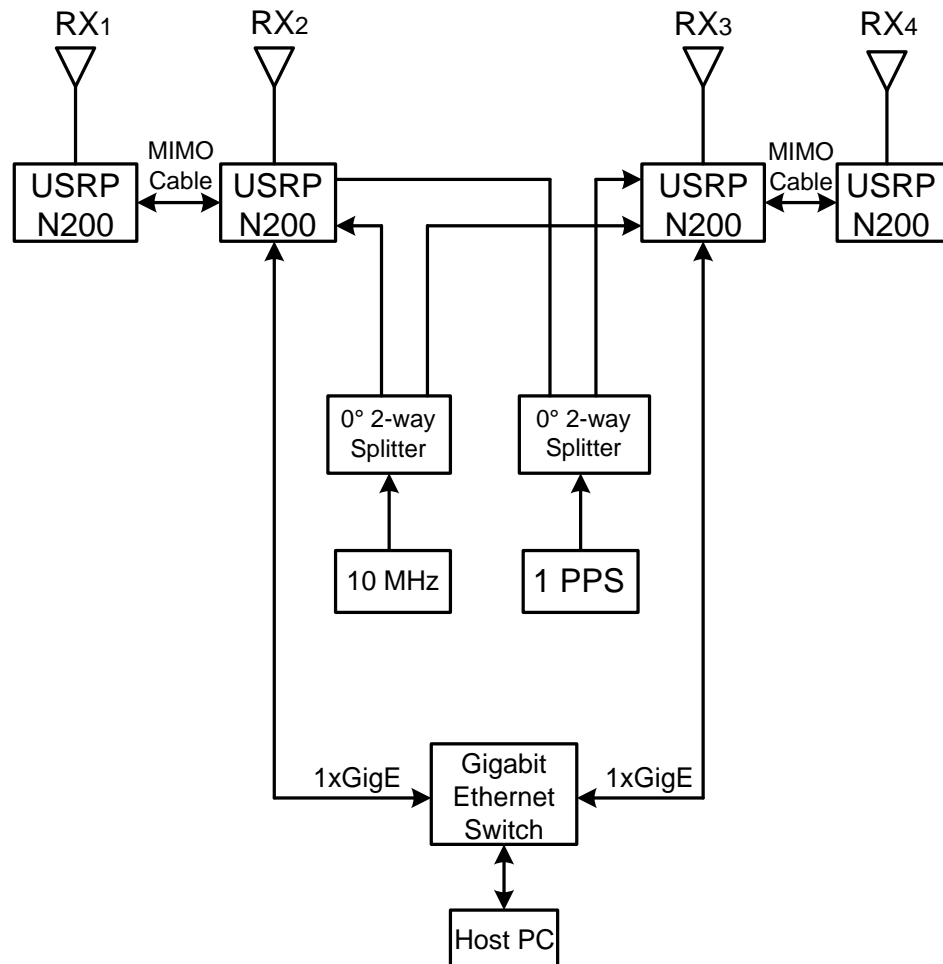 RX1
RX2
RX3
RX4
MIMO
Cable
MIMO
Cable
USRP
N200
USRP
N200
USRP
N200
USRP
N200
0° 2-way
Splitter
0° 2-way
Splitter
10 MHz
1 PPS
1xGigE
Gigabit
Ethernet
Switch
1xGigE
Host PC